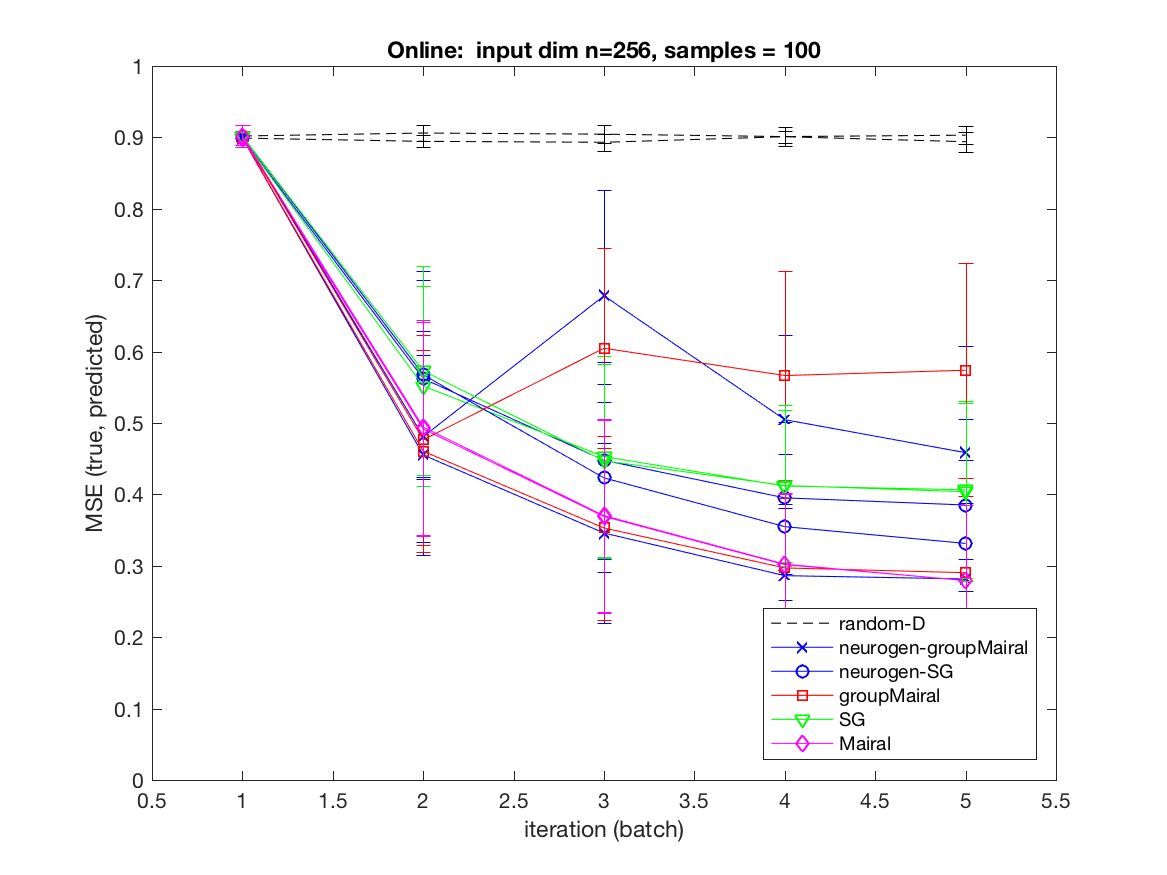 Online:  input dim n=256, samples = 100
1
0.9
0.8
0.7
0.6
0.5
0.4
0.3
0.2
0.1
0
MSE (true, predicted)
0.5
1
1.5
2
2.5
3
3.5
4
4.5
5
5.5
iteration (batch)
random-D
neurogen-groupMairal
neurogen-SG
groupMairal
SG
Mairal